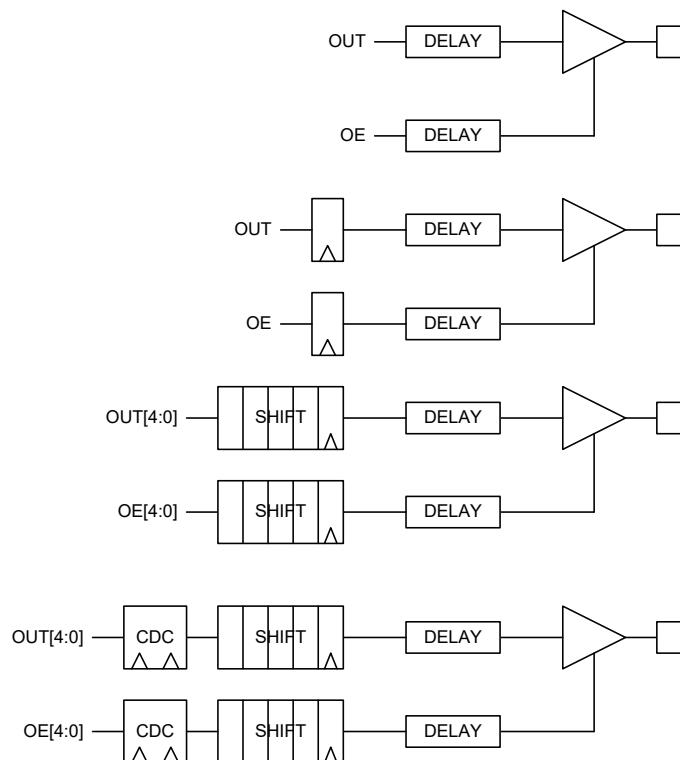 OUT DELAY
OE DELAY
OUT DELAY
OE DELAY
OUT[4:0] SHIFT DELAY
OE[4:0] SHIFT DELAY
OUT[4:0] CDC SHIFT DELAY
OE[4:0] CDC SHIFT DELAY